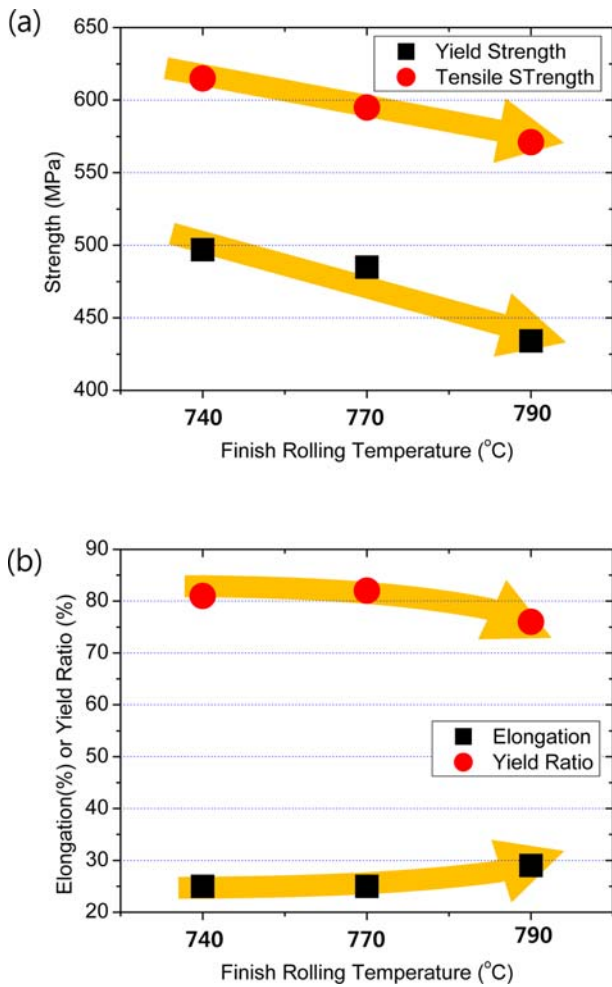 (a)
650
600
550
500
450
400
Strength (MPa)
Yield Strength
Tensile STrength
740 770 790
Finish Rolling Temperature (°C)
(b)
90
80
70
60
50
40
30
20
Elongation(%) or Yield Ratio (%)
Elongation
Yield Ratio
740 770 790
Finish Rolling Temperature (°C)